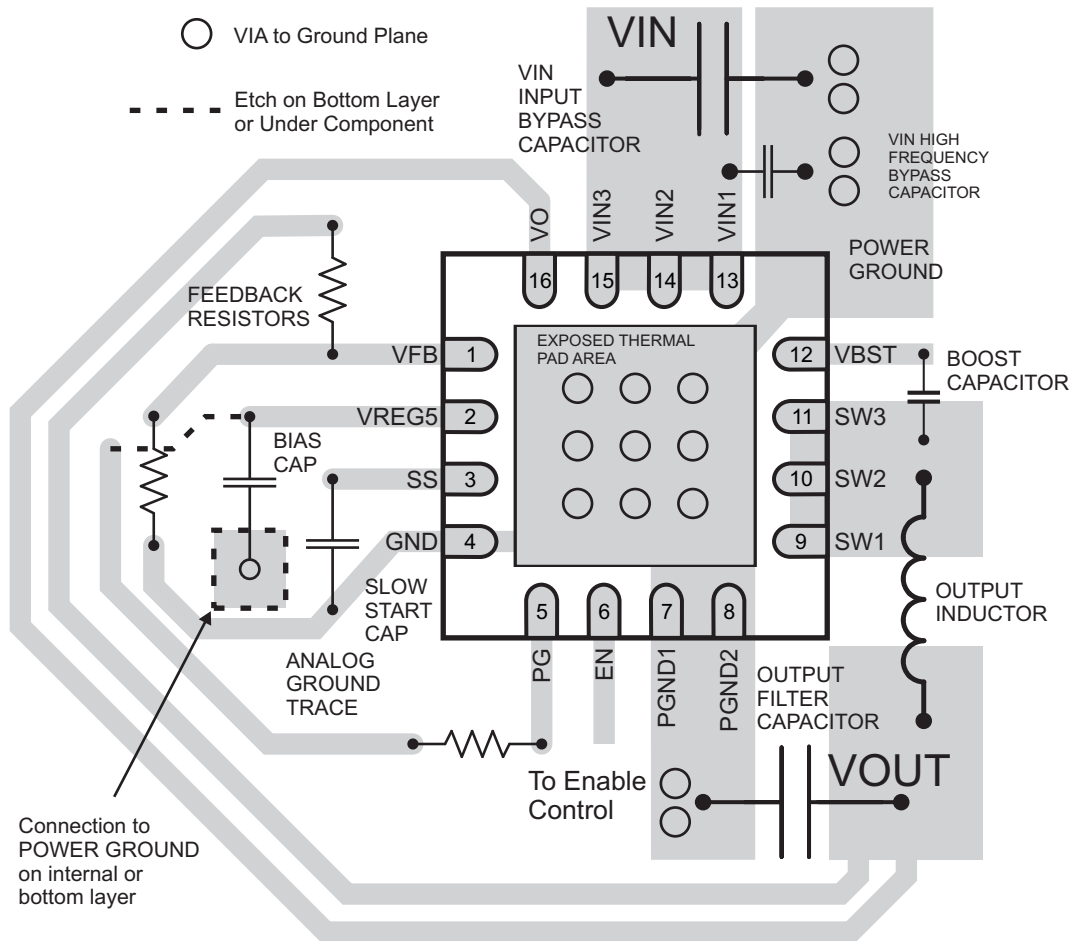 VIA to Ground Plane
Etch on Bottom Layer
or Under Component
VIN
VIN
INPUT
BYPASS
CAPACITOR
VIN HIGH
FREQUENCY
BYPASS
CAPACITOR
VO
VIN3
VIN2
VIN1
POWER
GROUND
16
15
14
13
FEEDBACK
RESISTORS
EXPOSED THERMAL
PAD AREA
VFB
1
12
VBST
BOOST
CAPACITOR
VREG5
2
11
SW3
BIAS
CAP
SS
3
10
SW2
GND
4
9
SW1
SLOW
START
CAP
OUTPUT
INDUCTOR
5
6
7
8
ANALOG
GROUND
TRACE
PG
EN
PGND1
PGND2
OUTPUT
FILTER
CAPACITOR
To Enable
Control
VOUT
Connection to
POWER GROUND
on internal or
bottom layer